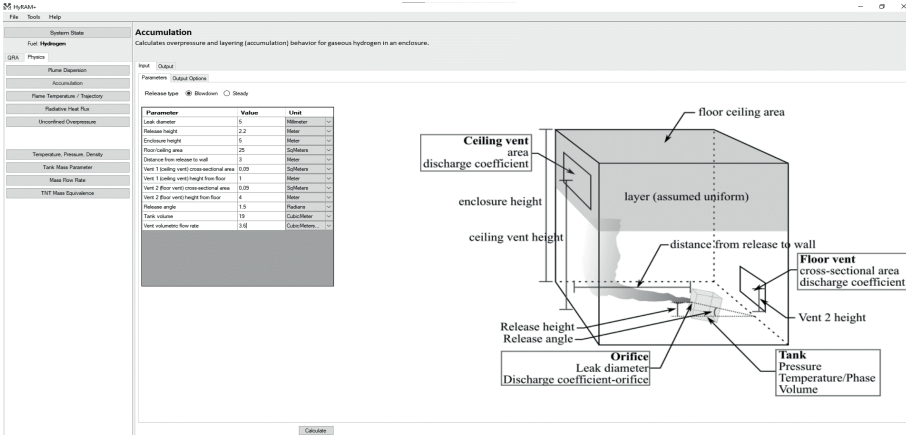 HyRAM+
File Tools Help
System State
Fuel: Hydrogen
QRA Physics
Plume Dispersion
Accumulation
Flame Temperature / Trajectory
Radiative Heat Flux
Unconfined Overpressure
Temperature, Pressure, Density
Tank Mass Parameter
Mass Flow Rate
TNT Mass Equivalence
Accumulation
Calculates overpressure and layering (accumulation) behavior for gaseous hydrogen in an enclosure.
Input Output
Parameters Output Options
Release type Blowdown Steady
Parameter Value Unit
Leak diameter 5 Millimeter
Release height 2.2 Meter
Enclosure height 5 Meter
Floor/ceiling area 25 SqMeters
Distance from release to wall 3 Meter
Vent 1 (ceiling vent) cross-sectional area 0,09 SqMeters
Vent 1 (ceiling vent) height from floor 1 Meter
Vent 2 (floor vent) cross-sectional area 0,09 SqMeters
Vent 2 (floor vent) height from floor 4 Meter
Release angle 1.5 Radians
Tank volume 19 CubicMeter
Vent volumetric flow rate 3.6 CubicMeters...
Calculate
floor ceiling area
Ceiling vent
area
discharge coefficient
enclosure height
layer (assumed uniform)
ceiling vent height
distance from release to wall
Floor vent
cross-sectional area
discharge coefficient
Vent 2 height
Release height
Release angle
Orifice
Leak diameter
Discharge coefficient-orifice
Tank
Pressure
Temperature/Phase
Volume